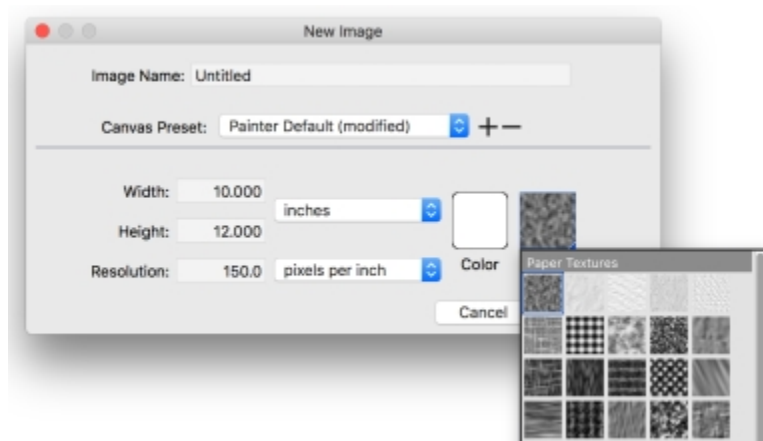 New Image
Image Name: Untitled
Canvas Preset: Painter Default (modified)
Width: 10.000
inches
Height: 12.000
Color
Paper Textures
Resolution: 150.0 pixels per inch
Cancel